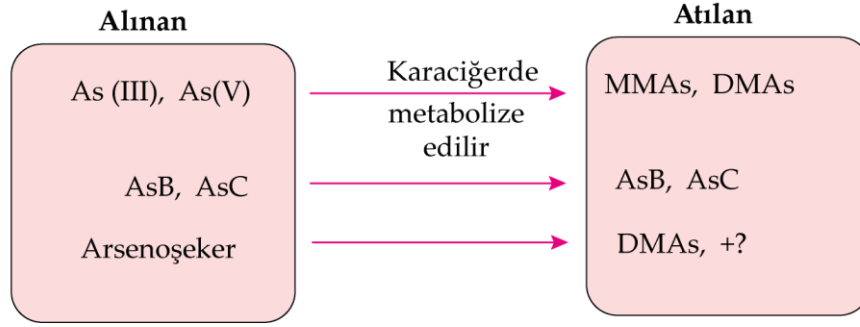 Alınan
Atılan
As (III), As(V)
Karaciğerde
metabolize
edilir
MMAs, DMAs
AsB, AsC
AsB, AsC
Arsenoşeker
DMAs, +?